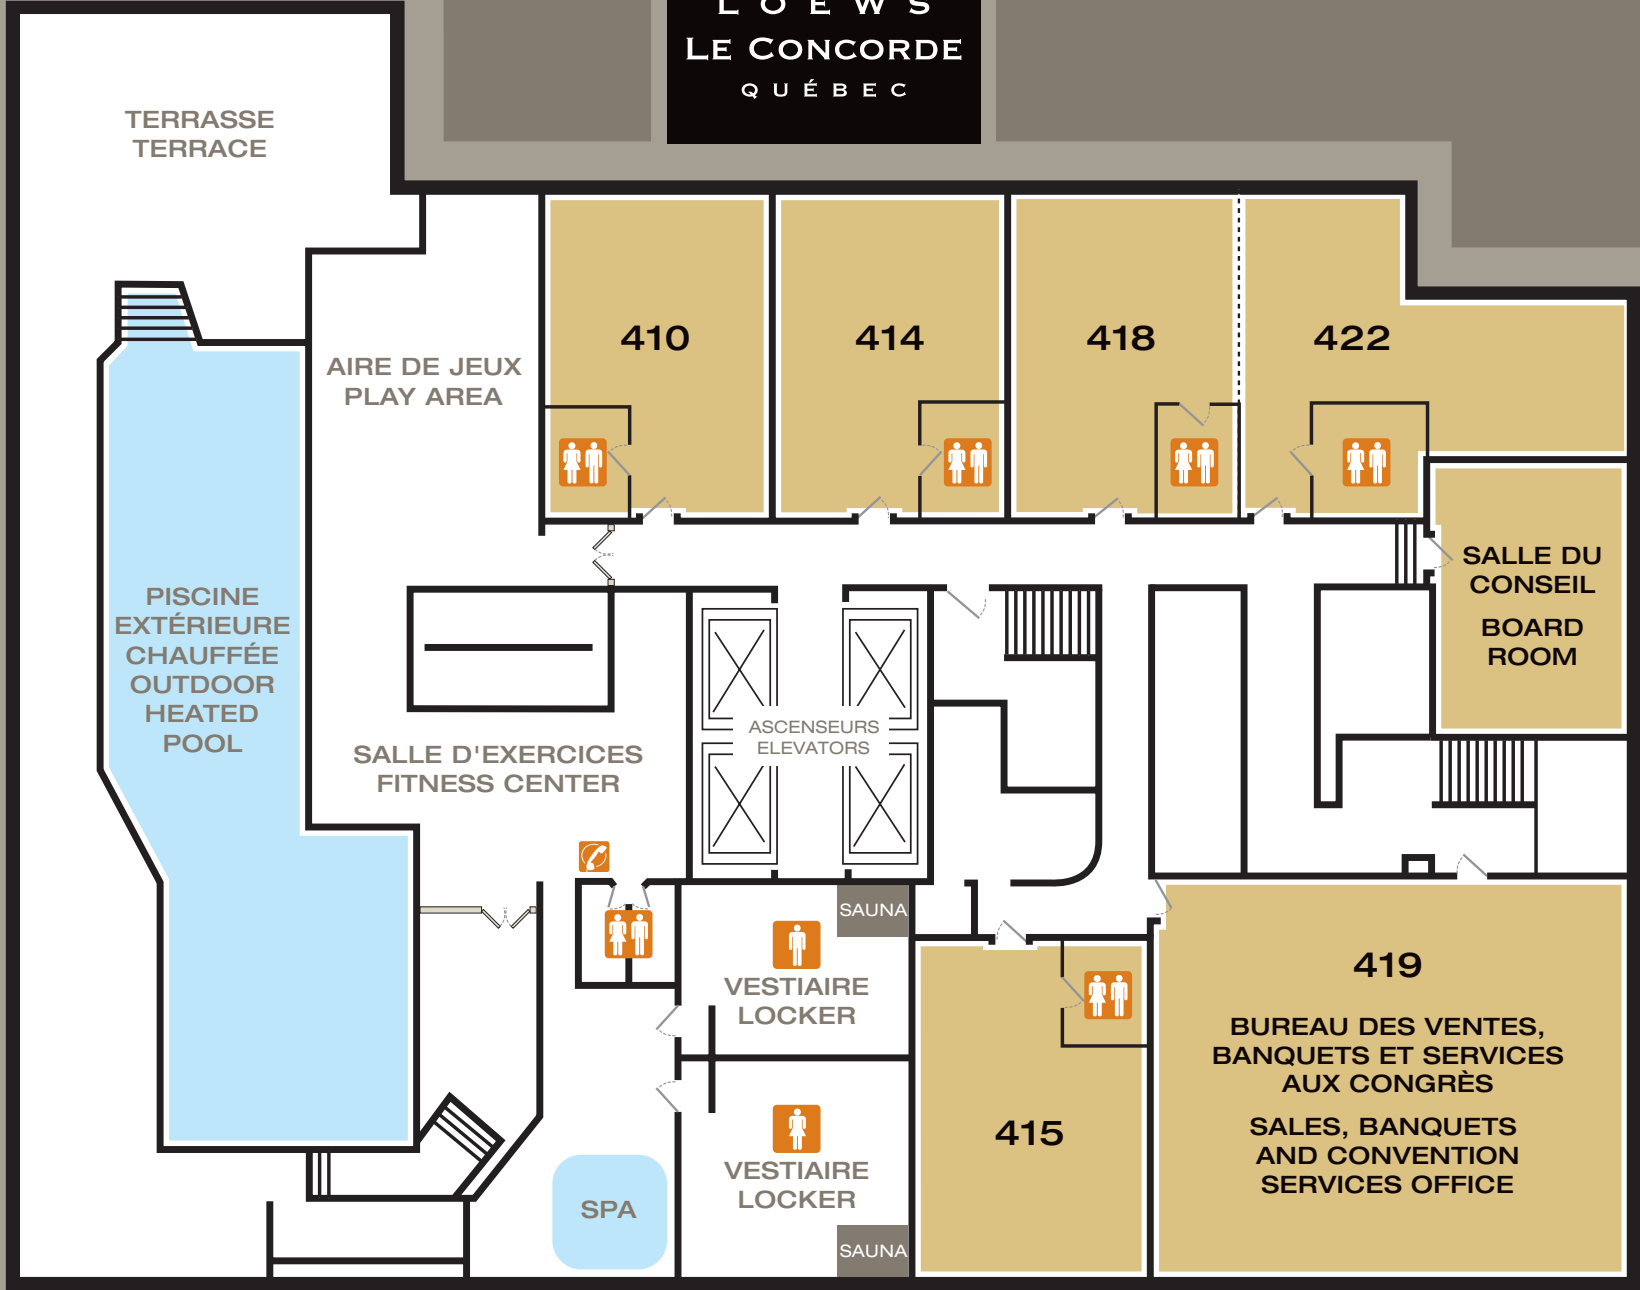 LOEWS
LE CONCORDE
QUÉBEC
TERRASSE
TERRACE
410
414
418
422
AIRE DE JEUX
PLAY AREA
PISCINE
EXTÉRIEURE
CHAUFFÉE
OUTDOOR
HEATED
POOL
SALLE DU
CONSEIL
BOARD
ROOM
ASCENSEURS
ELEVATORS
SALLE D'EXERCICES
FITNESS CENTER
SAUNA
VESTIAIRE
LOCKER
419
BUREAU DES VENTES,
BANQUETS ET SERVICES
AUX CONGRÈS
SALES, BANQUETS
AND CONVENTION
SERVICES OFFICE
415
VESTIAIRE
LOCKER
SPA
SAUNA